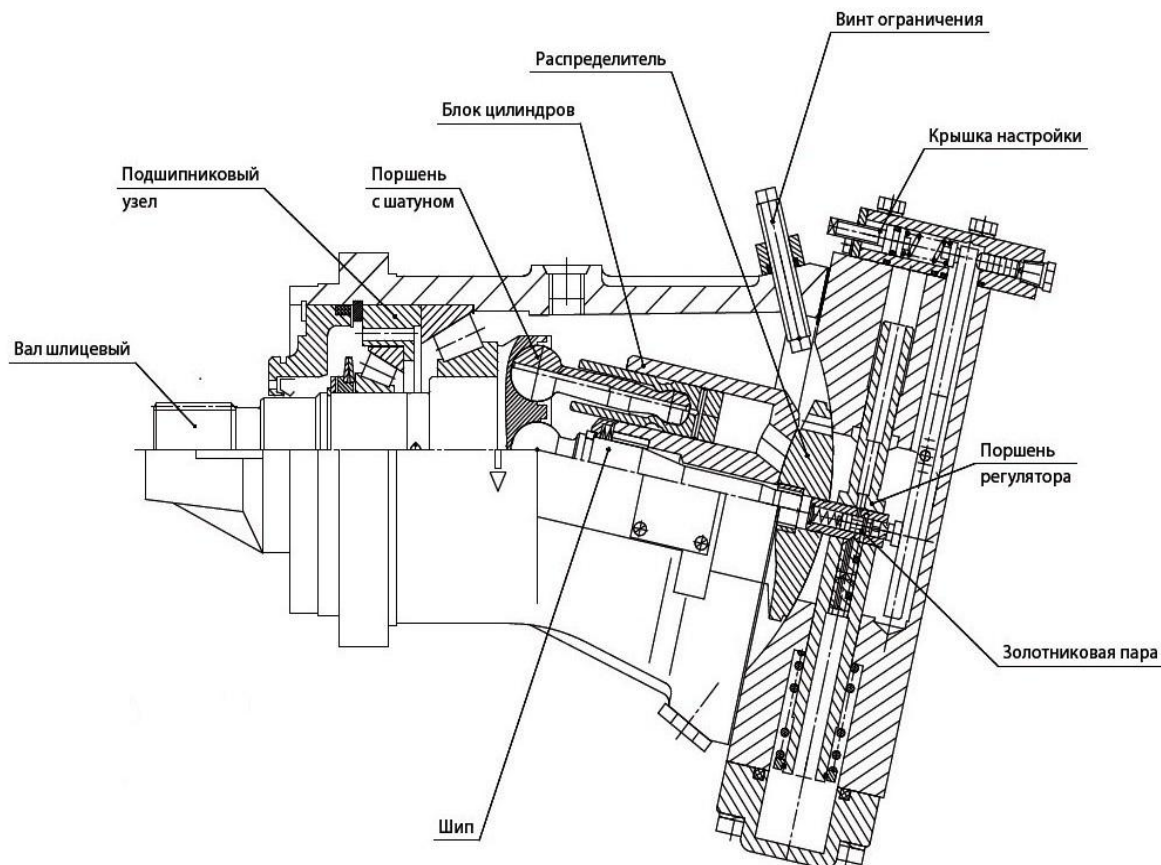 Винт ограничения
Распределитель
Блок цилиндров
Крышка настройки
Подшипниковый
узел
Поршень
с шатуном
Вал шлицевый
Поршень
регулятора
Золотниковая пара
Шип